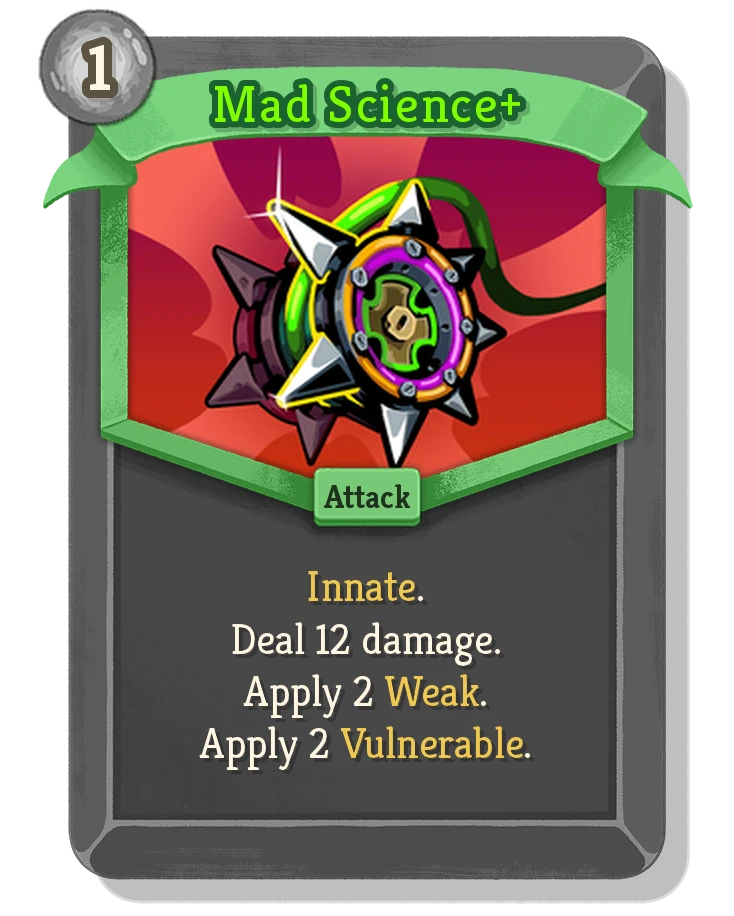 1
Mad Science+
Attack
Innate.
Deal 12 damage.
Apply 2 Weak.
Apply 2 Vulnerable.